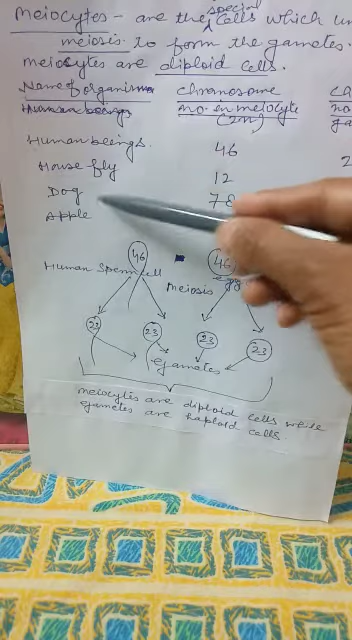 Meiocytes - are the special cells which un
meiosis to form the gametes.
meiocytes are diploid cells.
Name of organism Chromosome
no. in meiocyte
(2n)
Human beings 46
House fly 12
Dog 78
Apple
46 46
Human Sperm cell Meiosis egg
23 23 23 23
Gametes
meiocytes are diploid cells while
gametes are haploid cells.